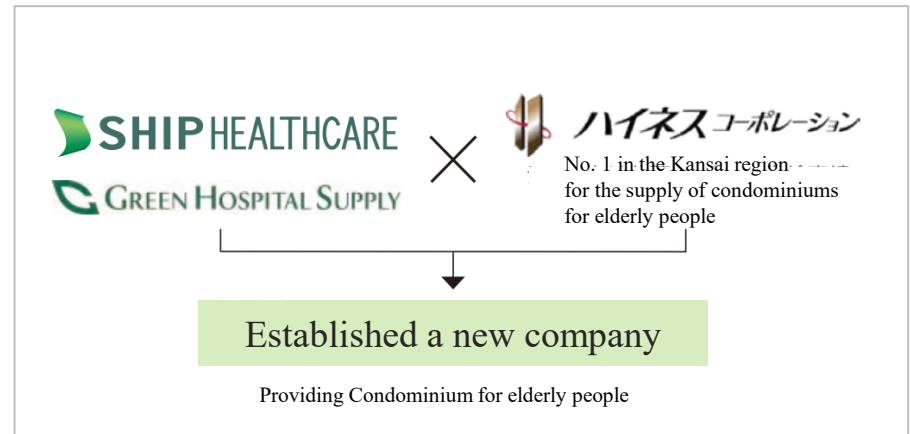 SHIP HEALTHCARE
GREEN HOSPITAL SUPPLY
ハイネスコーポレーション
No. 1 in the Kansai region
for the supply of condominiums
for elderly people
Established a new company
Providing Condominium for elderly people